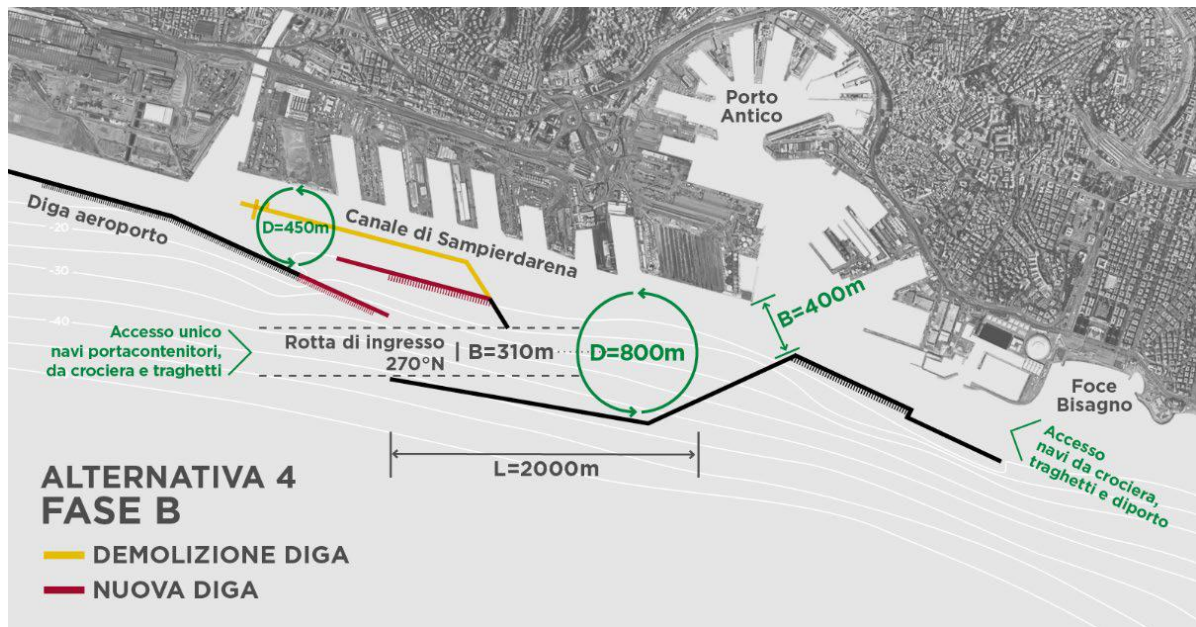 Porto
Antico
Diga aeroporto
-20
-30
-40
D=450m
Canale di Sampierdarena
B=400m
Accesso unico
navi portacontenitori,
da crociera e traghetti
Rotta di ingresso
270°N
B=310m
D=800m
Foce
Bisagno
Accesso
navi da crociera,
traghetti e diporto
L=2000m
ALTERNATIVA 4
FASE B
DEMOLIZIONE DIGA
NUOVA DIGA